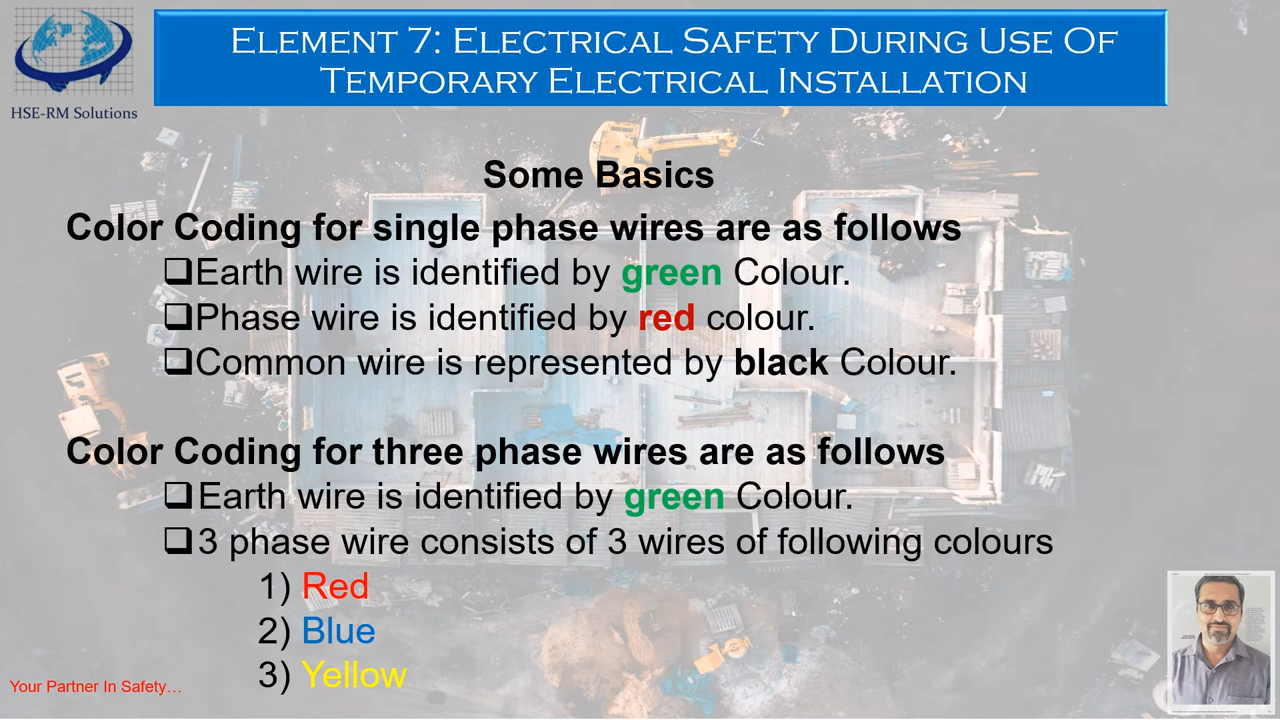 ELEMENT 7: ELECTRICAL SAFETY DURING USE OF
TEMPORARY ELECTRICAL INSTALLATION
HSE-RM Solutions
Some Basics
Color Coding for single phase wires are as follows
❑Earth wire is identified by green Colour.
❑Phase wire is identified by red colour.
❑Common wire is represented by black Colour.
Color Coding for three phase wires are as follows
❑Earth wire is identified by green Colour.
❑3 phase wire consists of 3 wires of following colours
1) Red
2) Blue
3) Yellow
Your Partner In Safety…